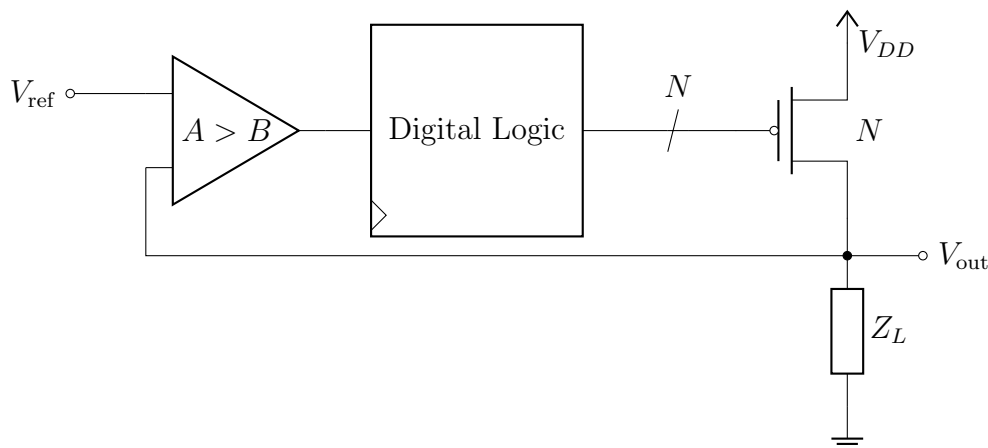 V_DD
N
V_ref
A > B
Digital Logic
N
V_out
Z_L